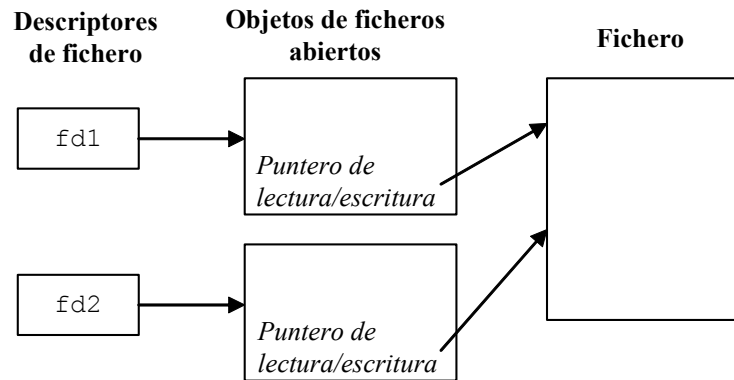 Descriptores
de fichero
Objetos de ficheros
abiertos
Fichero
fd1
Puntero de
lectura/escritura
fd2
Puntero de
lectura/escritura